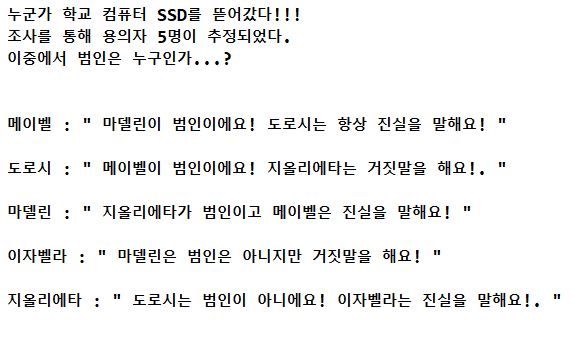 누군가 학교 컴퓨터 SSD를 뜯어갔다!!!
조사를 통해 용의자 5명이 추정되었다.
이중에서 범인은 누구인가...?
메이벨 : " 마델린이 범인이에요! 도로시는 항상 진실을 말해요! "
도로시 : " 메이벨이 범인이에요! 지올리에타는 거짓말을 해요!. "
마델린 : " 지올리에타가 범인이고 메이벨은 진실을 말해요! "
이자벨라 : " 마델린은 범인은 아니지만 거짓말을 해요! "
지올리에타 : " 도로시는 범인이 아니에요! 이자벨라는 진실을 말해요!. "